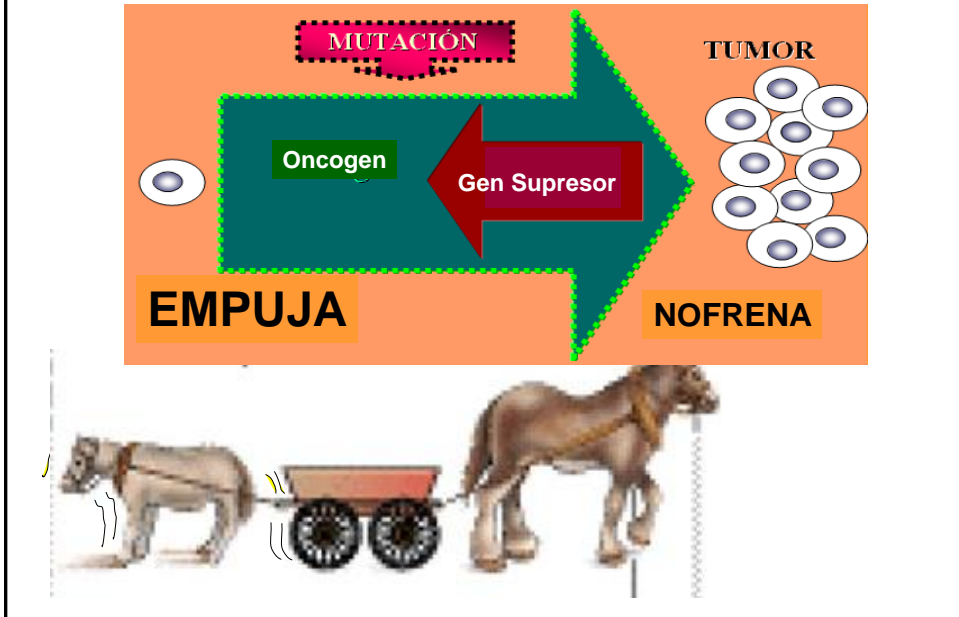 MUTACIÓN
TUMOR
Oncogen
Gen Supresor
EMPUJA
NOFRENA